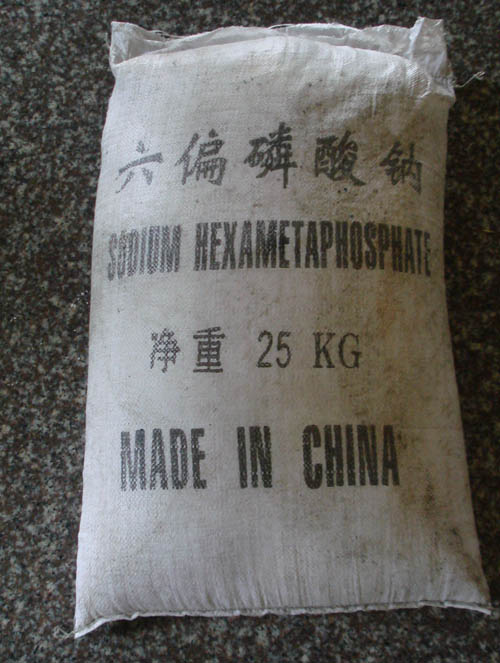 六偏磷酸钠
SODIUM HEXAMETAPHOSPHATE
净重 25 KG
MADE IN CHINA